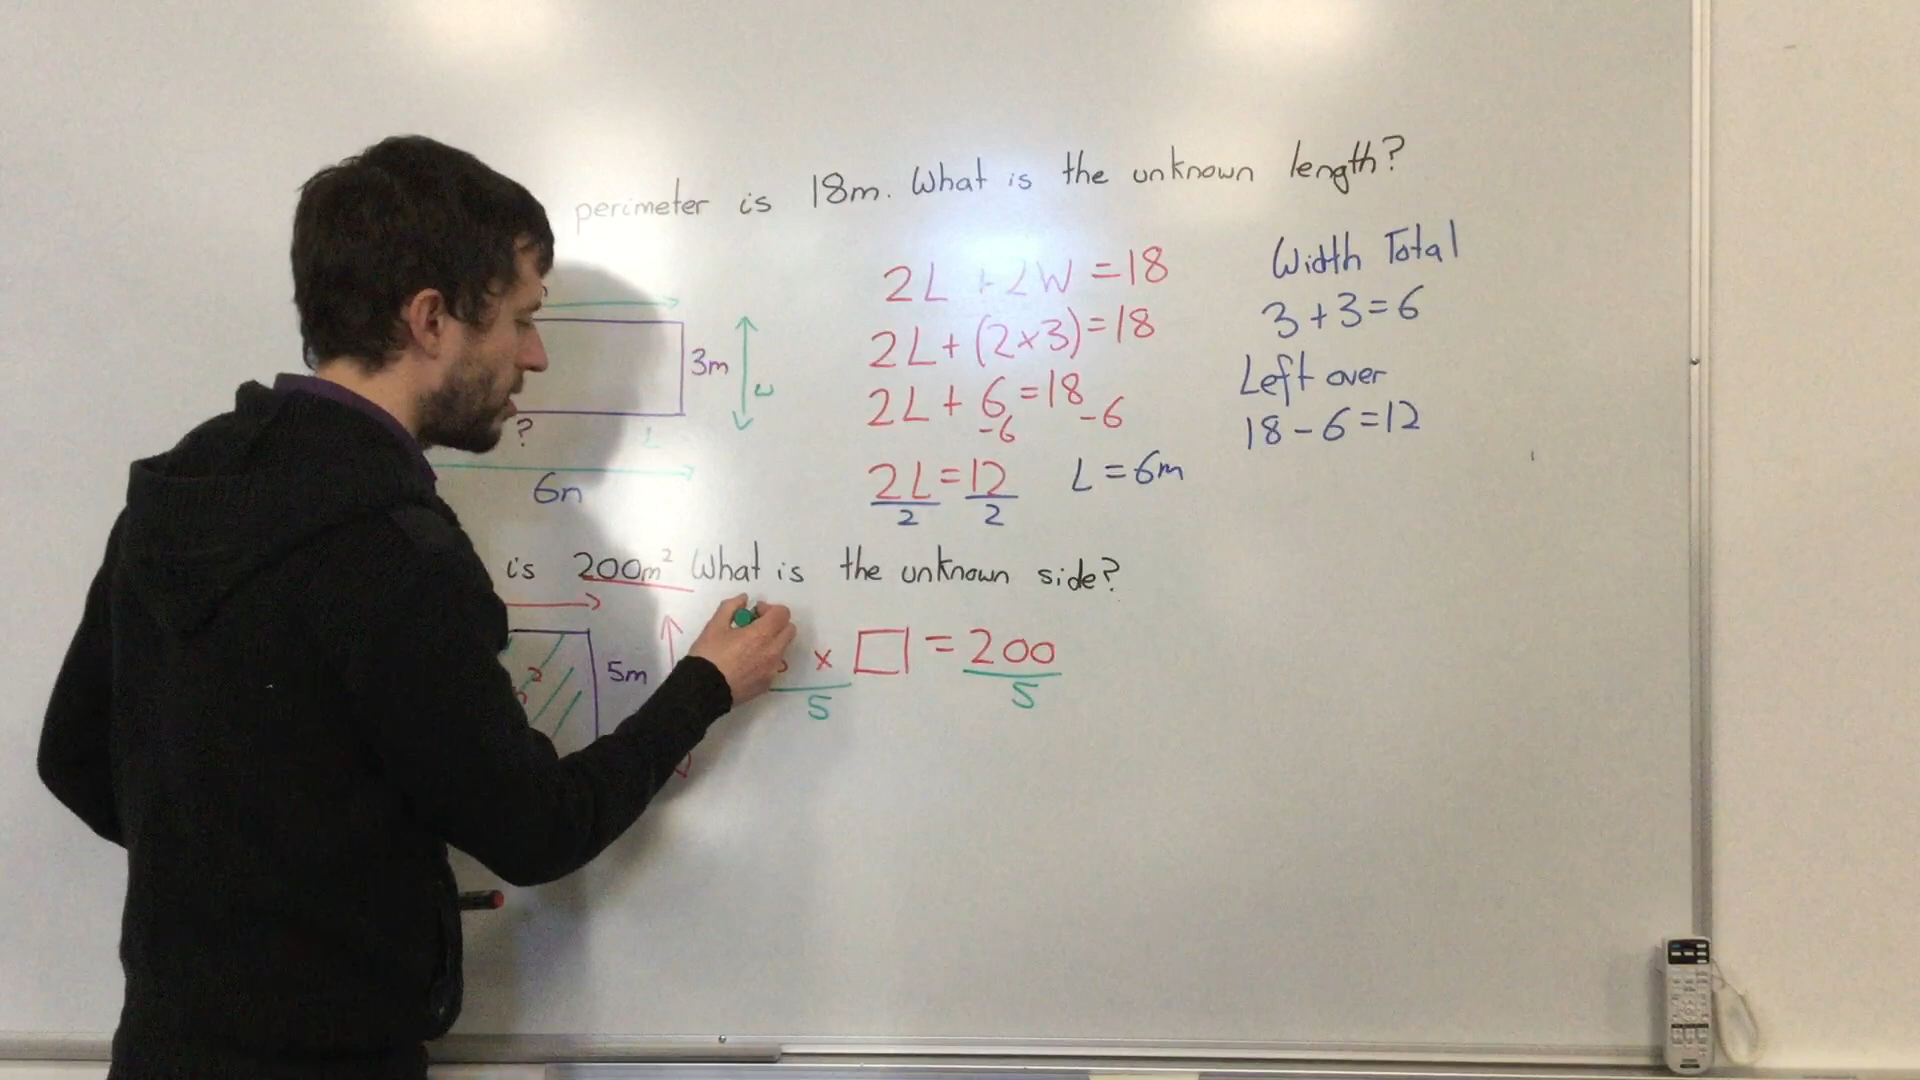 perimeter is 18m. What is the unknown length?
3m
?
6m
2L + 2W = 18
2L + (2x3) = 18
2L + 6 = 18
-6 -6
2L = 12
2 2
L = 6m
Width Total
3+3=6
Left over
18-6=12
is 200m² What is the unknown side?
5m
x □ = 200
5 5